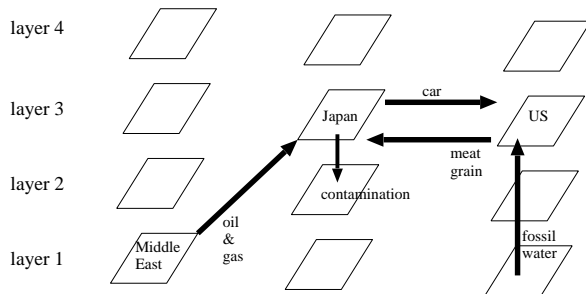 layer 4
layer 3
car
Japan
US
meat
grain
layer 2
contamination
oil
&
gas
fossil
water
layer 1
Middle
East